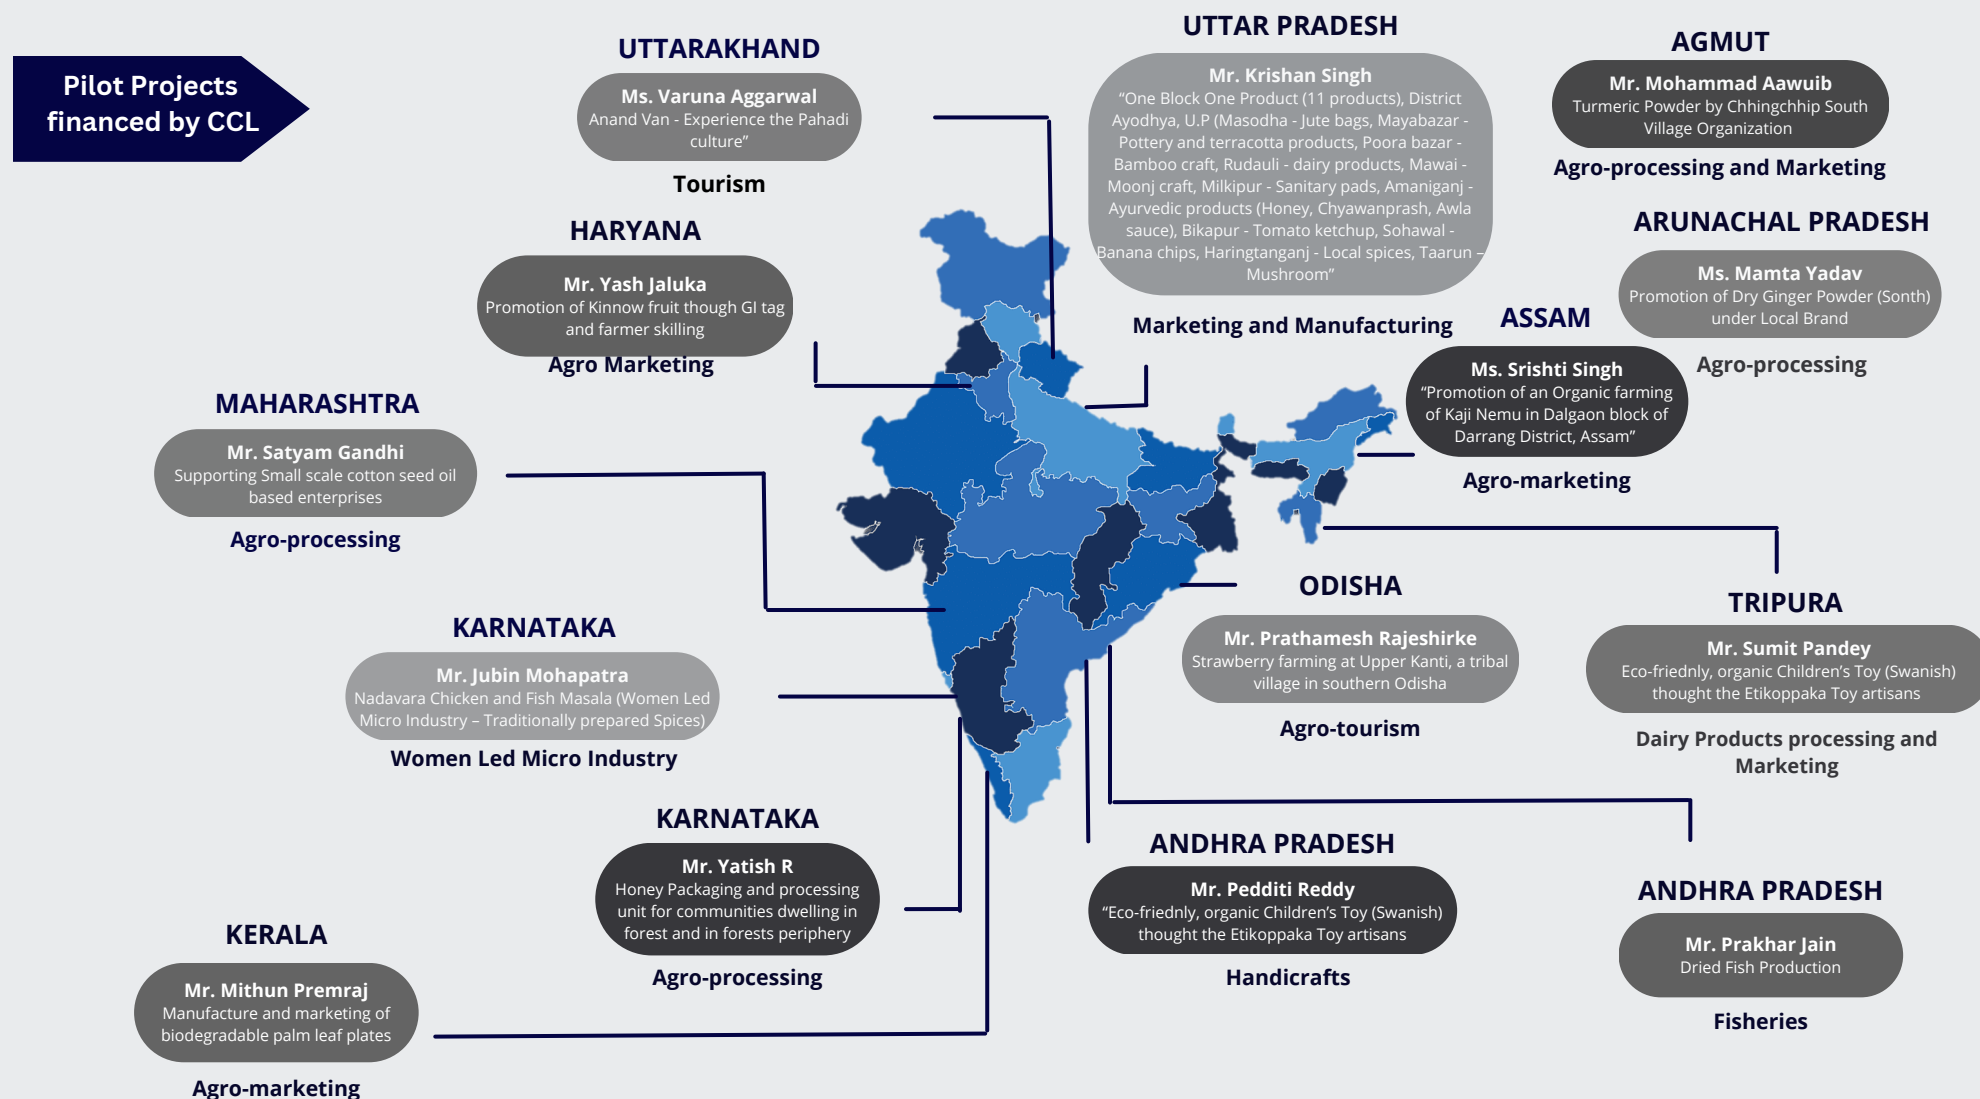 Pilot Projects
financed by CCL
UTTARAKHAND
Ms. Varuna Aggarwal
Anand Van - Experience the Pahadi
culture”
Tourism
UTTAR PRADESH
Mr. Krishan Singh
“One Block One Product (11 products), District
Ayodhya, U.P (Masodha - Jute bags, Mayabazar -
Pottery and terracotta products, Poora bazar -
Bamboo craft, Rudauli - dairy products, Mawai -
Moonj craft, Milkipur - Sanitary pads, Amaniganj -
Ayurvedic products (Honey, Chyawanprash, Awla
sauce), Bikapur - Tomato ketchup, Sohawal -
Banana chips, Haringtanganj - Local spices, Taarun –
Mushroom”
Marketing and Manufacturing
AGMUT
Mr. Mohammad Aawuib
Turmeric Powder by Chhingchhip South
Village Organization
Agro-processing and Marketing
HARYANA
Mr. Yash Jaluka
Promotion of Kinnow fruit though GI tag
and farmer skilling
Agro Marketing
ARUNACHAL PRADESH
Ms. Mamta Yadav
Promotion of Dry Ginger Powder (Sonth)
under Local Brand
Agro-processing
ASSAM
Ms. Srishti Singh
“Promotion of an Organic farming
of Kaji Nemu in Dalgaon block of
Darrang District, Assam”
Agro-marketing
MAHARASHTRA
Mr. Satyam Gandhi
Supporting Small scale cotton seed oil
based enterprises
Agro-processing
ODISHA
Mr. Prathamesh Rajeshirke
Strawberry farming at Upper Kanti, a tribal
village in southern Odisha
Agro-tourism
TRIPURA
Mr. Sumit Pandey
Eco-friednly, organic Children’s Toy (Swanish)
thought the Etikoppaka Toy artisans
Dairy Products processing and
Marketing
KARNATAKA
Mr. Jubin Mohapatra
Nadavara Chicken and Fish Masala (Women Led
Micro Industry – Traditionally prepared Spices)
Women Led Micro Industry
KARNATAKA
Mr. Yatish R
Honey Packaging and processing
unit for communities dwelling in
forest and in forests periphery
Agro-processing
ANDHRA PRADESH
Mr. Pedditi Reddy
“Eco-friednly, organic Children’s Toy (Swanish)
thought the Etikoppaka Toy artisans
Handicrafts
ANDHRA PRADESH
Mr. Prakhar Jain
Dried Fish Production
Fisheries
KERALA
Mr. Mithun Premraj
Manufacture and marketing of
biodegradable palm leaf plates
Agro-marketing